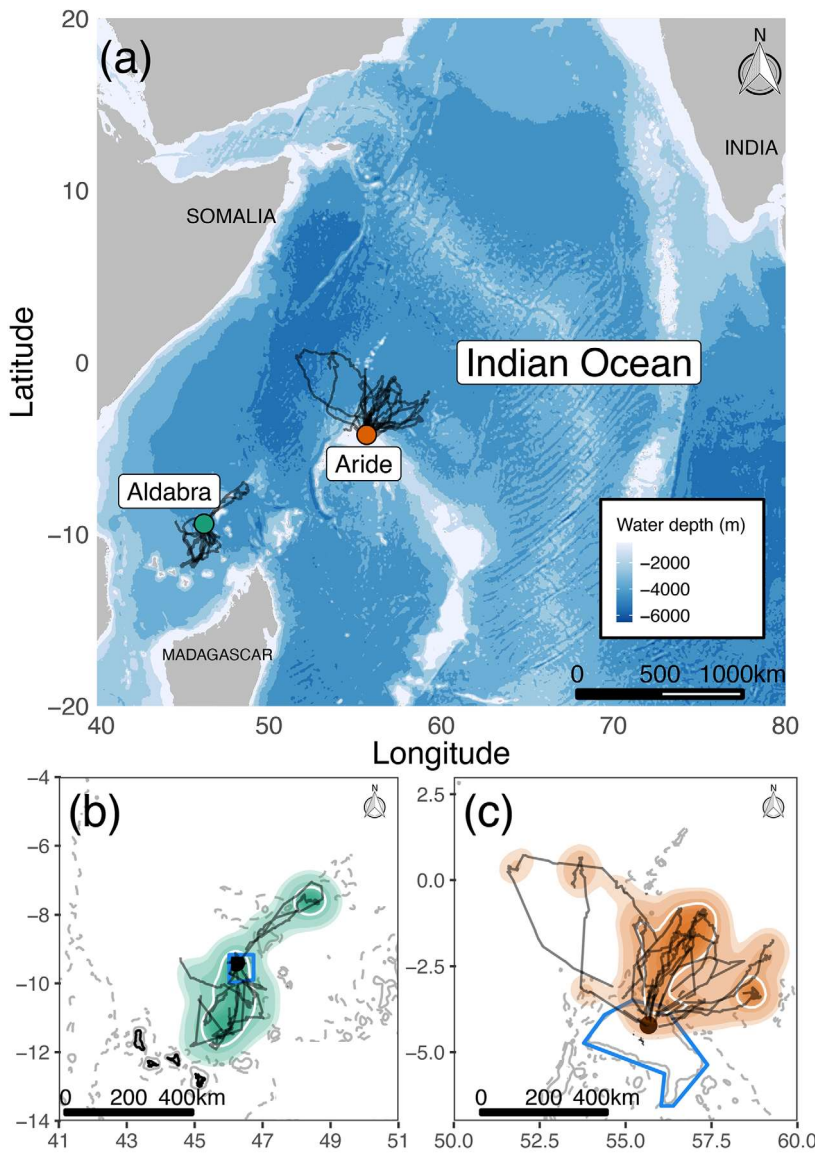 20
(a)
N
INDIA
10
SOMALIA
Latitude
0
Indian Ocean
Aride
Aldabra
−10
Water depth (m)
−2000
−4000
−6000
MADAGASCAR
0 500 1000km
−20
40 50 60 70 80
Longitude
−4
(b)
N
−6
−8
−10
−12
0 200 400km
−14
41 43 45 47 49 51
2.5
(c)
N
0.0
−2.5
−5.0
0 200 400km
50.0 52.5 55.0 57.5 60.0